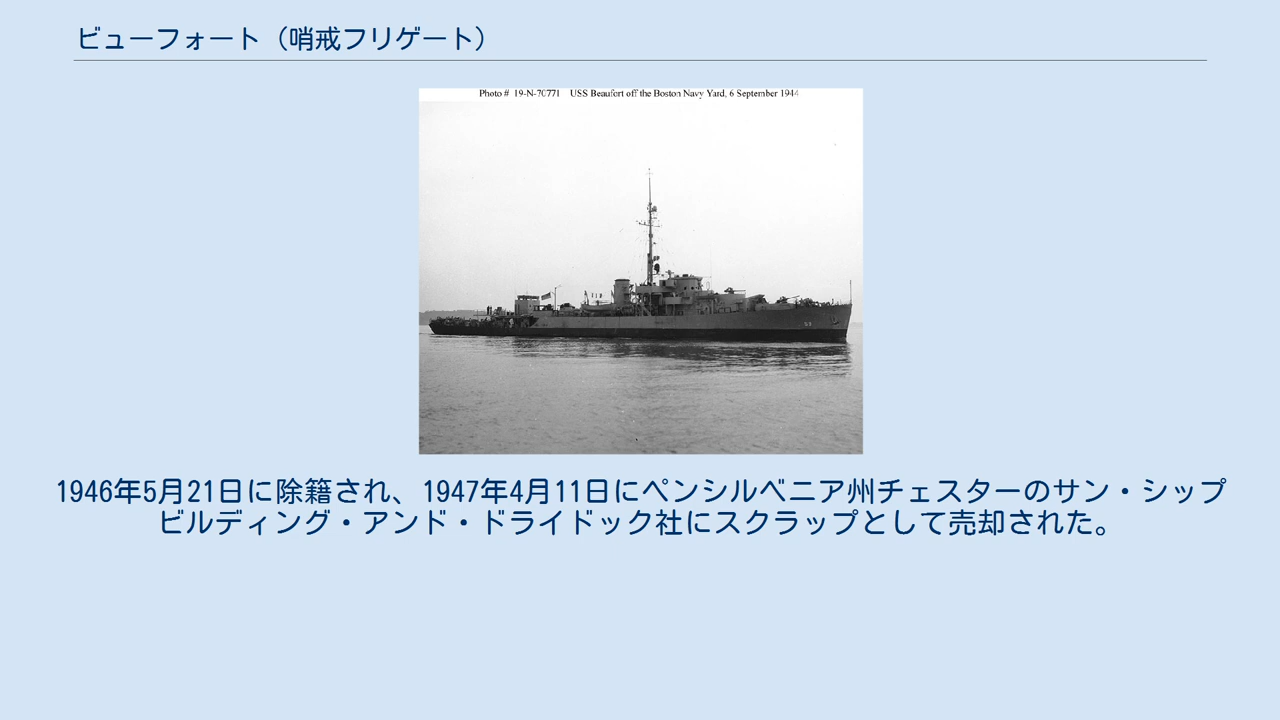 ビューフォート（哨戒フリゲート）
Photo # 19-N-70771 USS Beaufort off the Boston Navy Yard, 6 September 1944
1946年5月21日に除籍され、1947年4月11日にペンシルベニア州チェスターのサン・シップ
ビルディング・アンド・ドライドック社にスクラップとして売却された。